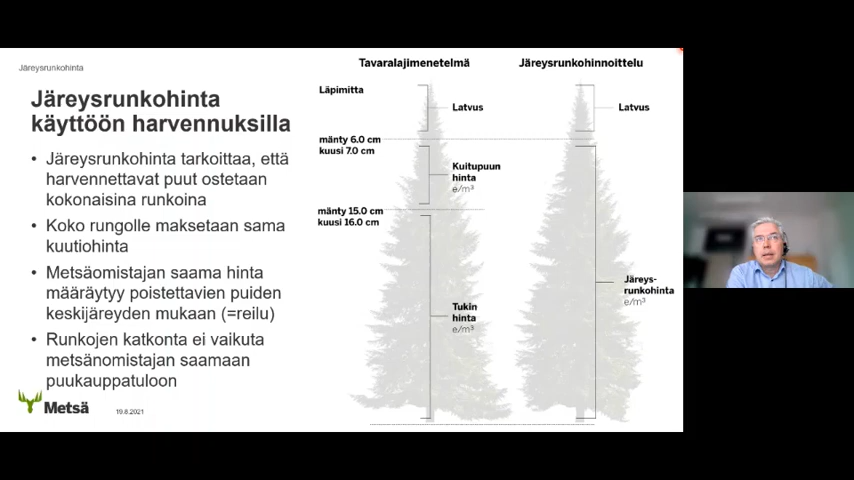 Järeysrunkohinta
Järeysrunkohinta
käyttöön harvennuksilla
• Järeysrunkohinta tarkoittaa, että
harvennettavat puut ostetaan
kokonaisina runkoina
• Koko rungolle maksetaan sama
kuutiohinta
• Metsäomistajan saama hinta
määräytyy poistettavien puiden
keskijäreyden mukaan (=reilu)
• Runkojen katkonta ei vaikuta
metsänomistajan saamaan
puukauppatuloon
Metsä
19.8.2021
Tavaralajimenetelmä
Läpimitta
Latvus
mänty 6.0 cm
kuusi 7.0 cm
Kuitupuun
hinta
e/m³
mänty 15.0 cm
kuusi 16.0 cm
Tukin
hinta
e/m³
Järeysrunkohinnoittelu
Latvus
Järeys-
runkohinta
e/m³